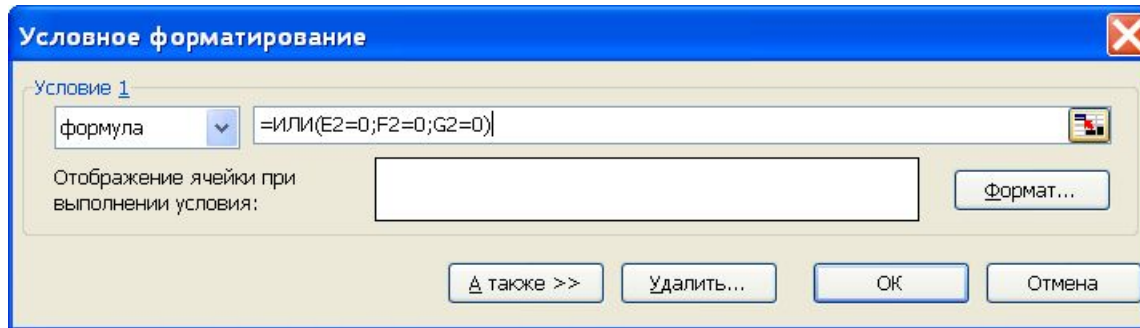 Условное форматирование
Условие 1
формула
=ИЛИ(E2=0;F2=0;G2=0)
Отображение ячейки при
выполнении условия:
Формат...
А также >>
Удалить...
ОК
Отмена